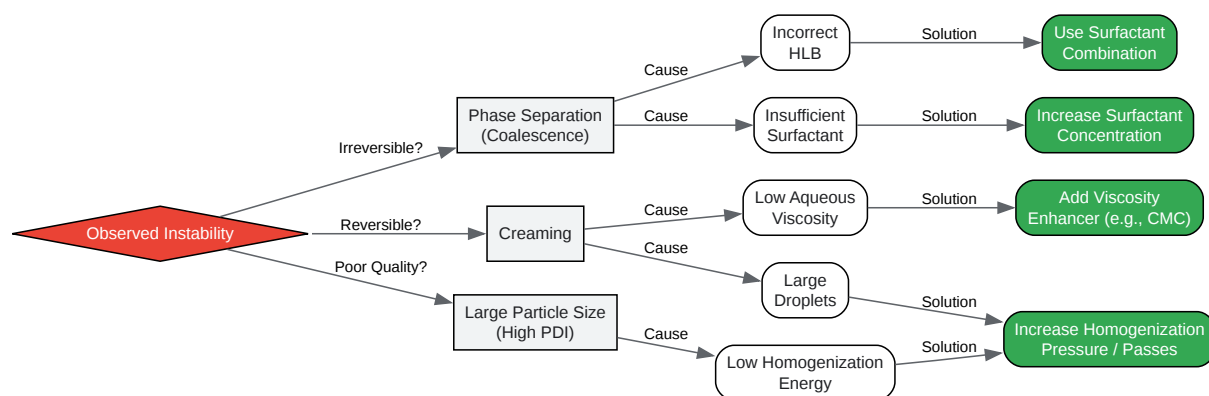 Observed Instability
Irreversible?
Reversible?
Poor Quality?
Phase Separation
(Coalescence)
Creaming
Large Particle Size
(High PDI)
Cause
Cause
Cause
Cause
Cause
Incorrect
HLB
Insufficient
Surfactant
Low Aqueous
Viscosity
Large
Droplets
Low Homogenization
Energy
Solution
Solution
Solution
Solution
Solution
Use Surfactant
Combination
Increase Surfactant
Concentration
Add Viscosity
Enhancer (e.g., CMC)
Increase Homogenization
Pressure / Passes